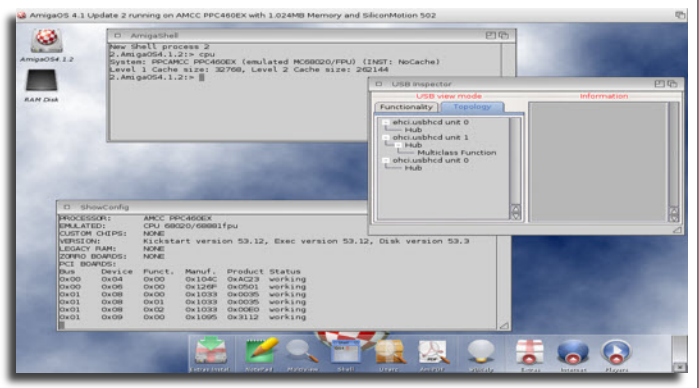 AmigaOS 4.1 Update 2 running on AMCC PPC460EX with 1.024MB Memory and SiliconMotion 502
AmigaOS4.1.2
RAM Disk
AmigaShell
New Shell process 2
2.AmigaOS4.1.2:> cpu
System: PPCAMCC PPC460EX (emulated MC68020/FPU) (INST: NoCache)
Level 1 Cache size: 32768, Level 2 Cache size: 262144
2.AmigaOS4.1.2:>
USB Inspector
USB view mode
Information
Functionality
Topology
ehci.usbhcd unit 0
Hub
ohci.usbhcd unit 1
Hub
Multiclass Function
ohci.usbhcd unit 0
Hub
ShowConfig
PROCESSOR: AMCC PPC460EX
EMULATED: CPU 68020/68881fpu
CUSTOM CHIPS: NONE
VERSION: Kickstart version 53.12, Exec version 53.12, Disk version 53.3
LEGACY RAM: NONE
ZORRO BOARDS: NONE
PCI BOARDS:
Bus Device Funct. Manuf. Product Status
0x00 0x04 0x00 0x104C 0xAC23 working
0x00 0x06 0x00 0x126F 0x0501 working
0x01 0x08 0x00 0x1033 0x0035 working
0x01 0x08 0x01 0x1033 0x0035 working
0x01 0x08 0x02 0x1033 0x00E0 working
0x01 0x09 0x00 0x1095 0x3112 working
NotePad
Multiview
Shell
AmiPDF
Extras
Internet
Players